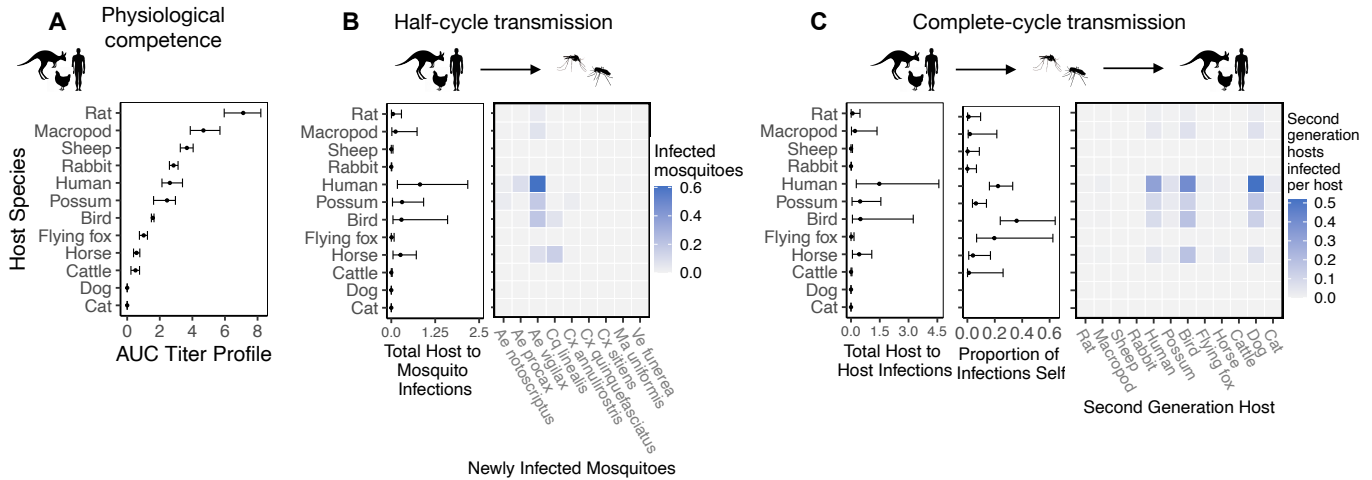 A
Physiological
competence
Host Species
Rat
Macropod
Sheep
Rabbit
Human
Possum
Bird
Flying fox
Horse
Cattle
Dog
Cat
0 2 4 6 8
AUC Titer Profile
B
Half-cycle transmission
Rat
Macropod
Sheep
Rabbit
Human
Possum
Bird
Flying fox
Horse
Cattle
Dog
Cat
0.0 1.25 2.5
Total Host to
Mosquito
Infections
Ae notoscriptus
Ae procax
Ae vigilax
Cq linealis
Cx annulirostris
Cx quinquefasciatus
Cx sitiens
Ma uniformis
Ve funerea
Newly Infected Mosquitoes
Infected
mosquitoes
0.6
0.4
0.2
0.0
C
Complete-cycle transmission
Rat
Macropod
Sheep
Rabbit
Human
Possum
Bird
Flying fox
Horse
Cattle
Dog
Cat
0.0 1.5 3.0 4.5
Total Host to
Host Infections
0.0 0.2 0.4 0.6
Proportion of
Infections Self
Rat
Macropod
Sheep
Rabbit
Human
Possum
Bird
Flying fox
Horse
Cattle
Dog
Cat
Second Generation Host
Second
generation
hosts
infected
per host
0.5
0.4
0.3
0.2
0.1
0.0